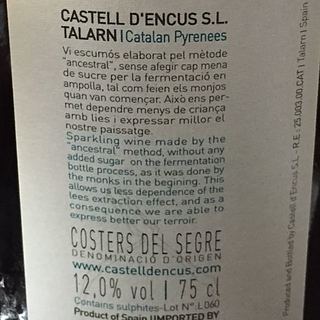 CASTELL D'ENCUS S.L.
TALARN | Catalan Pyrenees
Vi escumós elaborat pel mètode
"ancestral", sense afegir cap mena
de sucre per la fermentació en
ampolla, tal com feien els monjos
quan van començar. Això ens per-
met dependre menys de criança
amb lies i expressar millor el
nostre paissatge.
Sparkling wine made by the
"ancestral" method, without any
added sugar on the fermentation
bottle process, as it was done by
the monks in the begining. This
allows us less dependence of the
lees extraction effect, and as a
consequence we are able to
express better our terroir.
COSTERS DEL SEGRE
DENOMINACIÓ D'ORIGEN
www.castelldencus.com
12,0% vol | 75 cl
Contains sulphites - Lot Nº: L060
Product of Spain IMPORTED BY
Produced and Bottled by Castell d'Encus S.L - R.E: 25.003.00.CAT | Talarn | Spain